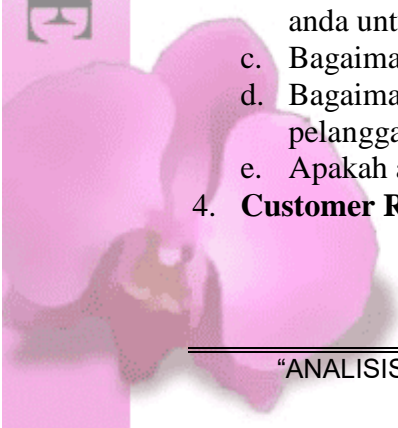 anda unt
c. Bagaima
d. Bagaima
pelangga
e. Apakah a
4. Customer R
"ANALISIS